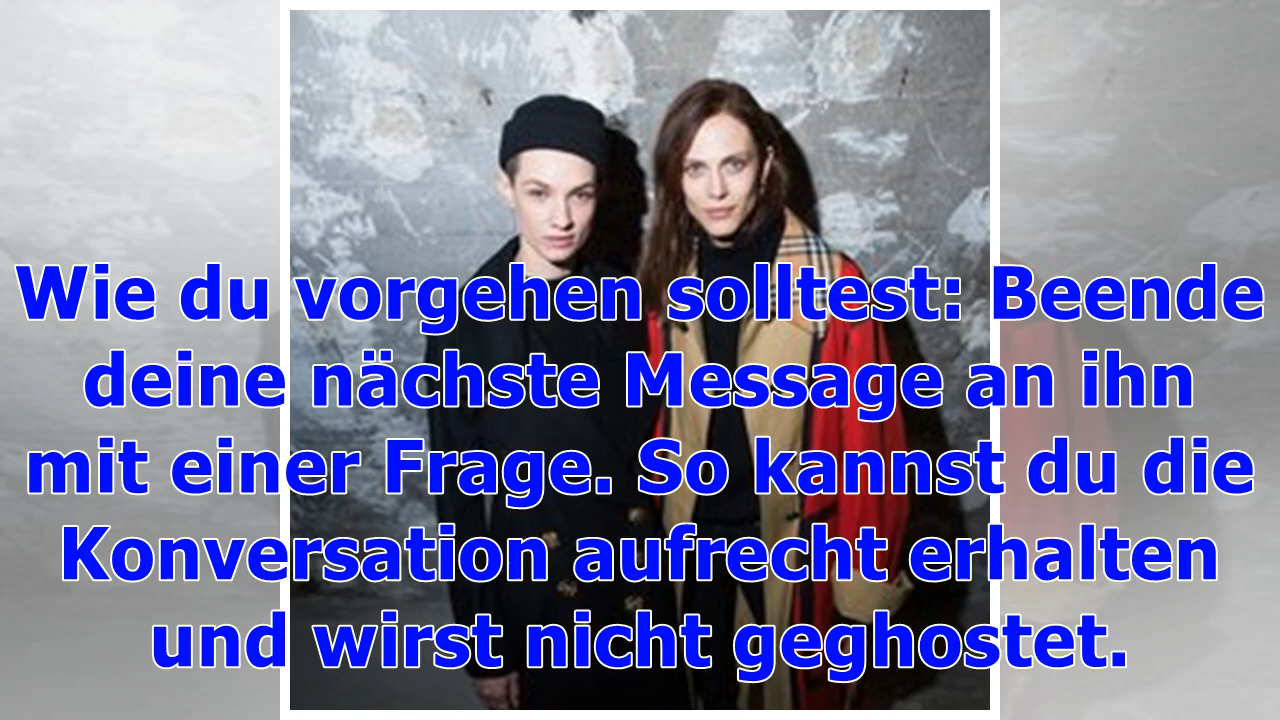 Wie du vorgehen solltest: Beende
deine nächste Message an ihn
mit einer Frage. So kannst du die
Konversation aufrecht erhalten
und wirst nicht geghostet.